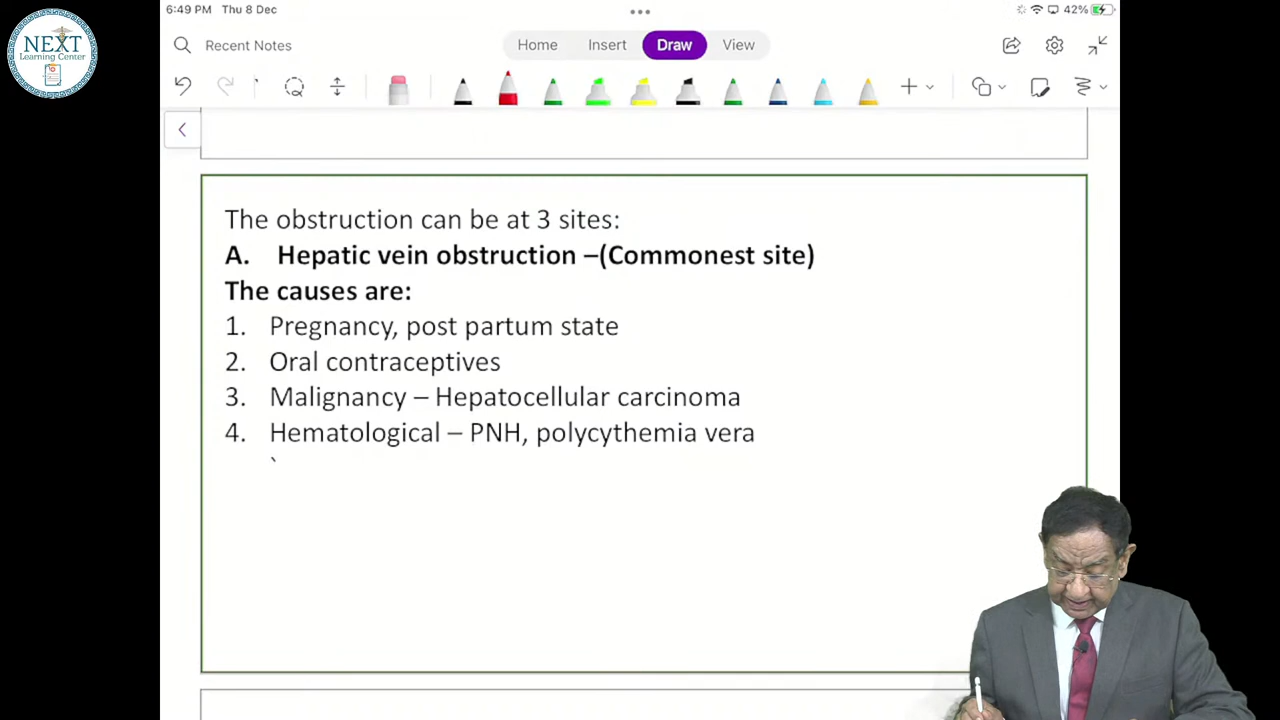 6:49 PM Thu 8 Dec
42%
NEXT
Learning Center
Recent Notes
Home Insert Draw View
The obstruction can be at 3 sites:
A. Hepatic vein obstruction –(Commonest site)
The causes are:
1. Pregnancy, post partum state
2. Oral contraceptives
3. Malignancy – Hepatocellular carcinoma
4. Hematological – PNH, polycythemia vera
`